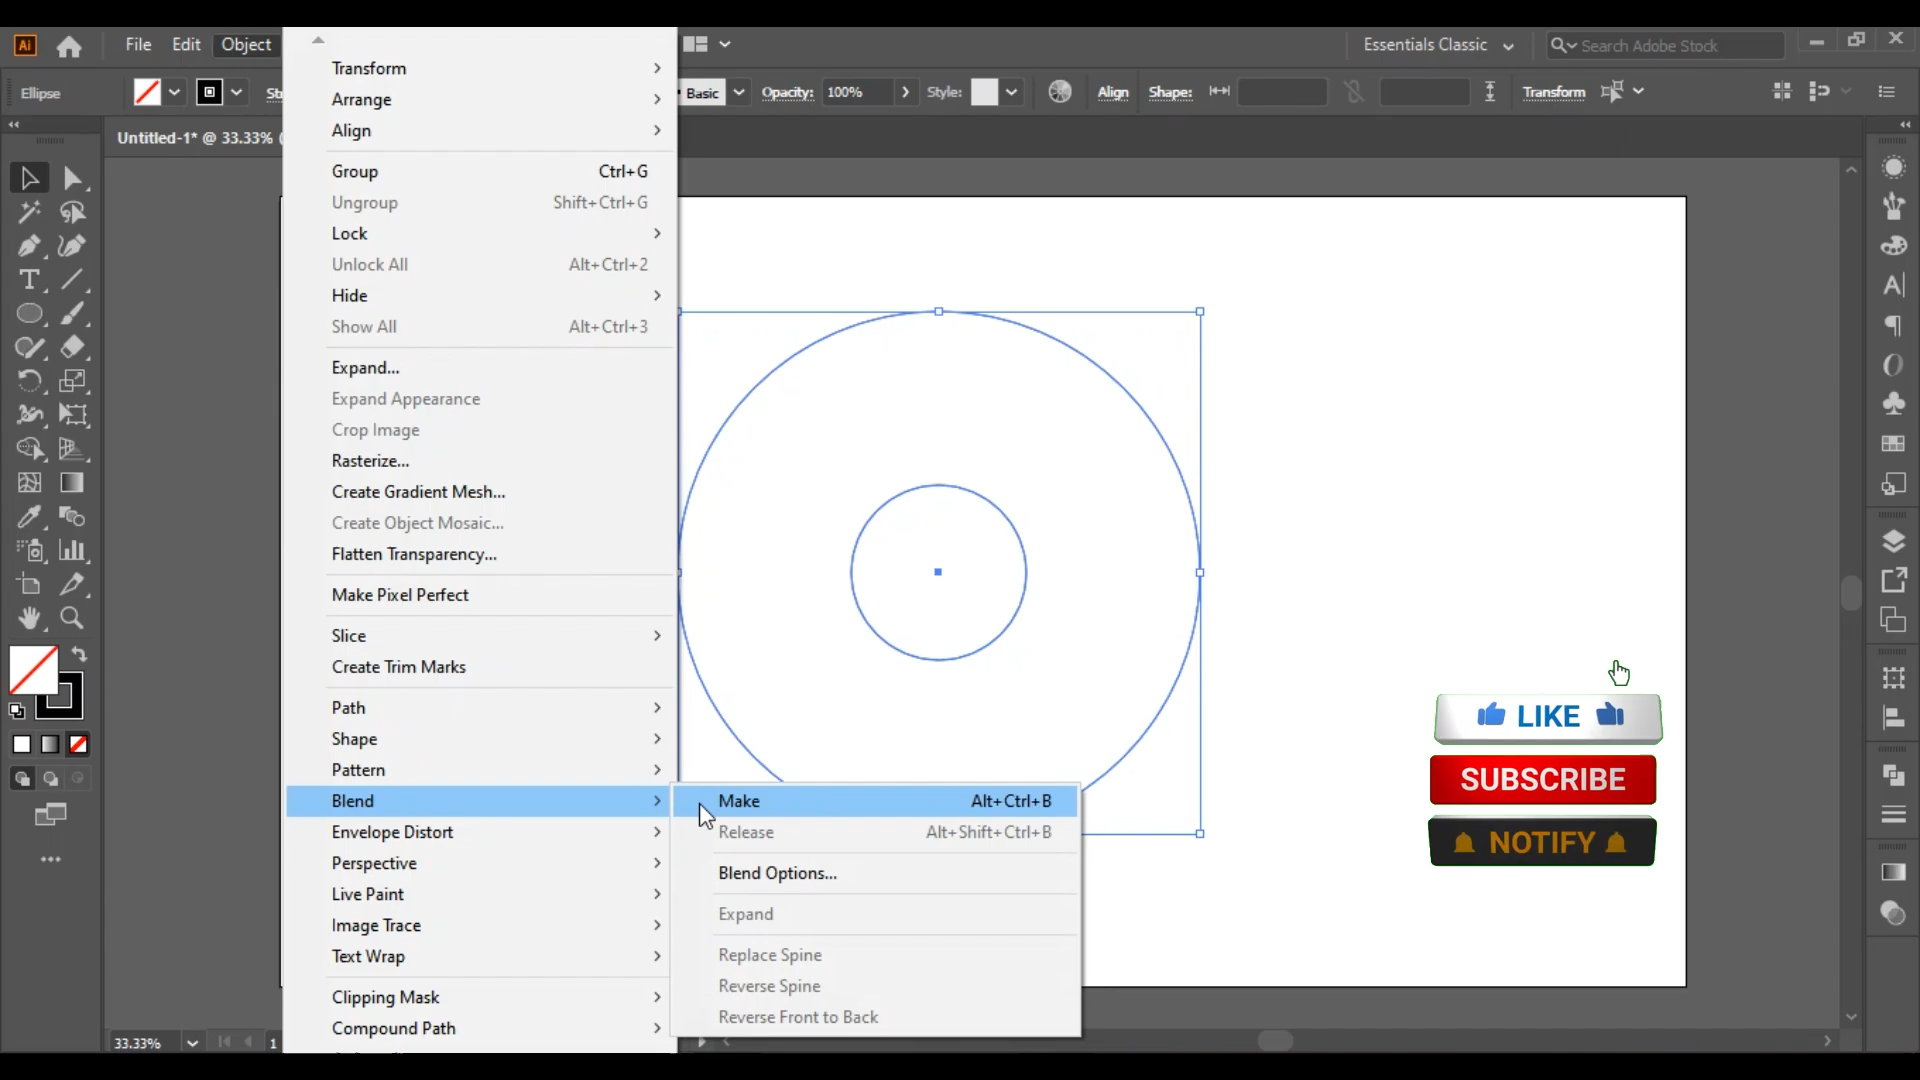 Ai
File
Edit
Object
Essentials Classic
Search Adobe Stock
Ellipse
Basic
Opacity:
100%
Style:
Align
Shape:
Transform
Untitled-1* @ 33.33%
Transform
Arrange
Align
Group Ctrl+G
Ungroup Shift+Ctrl+G
Lock
Unlock All Alt+Ctrl+2
Hide
Show All Alt+Ctrl+3
Expand...
Expand Appearance
Crop Image
Rasterize...
Create Gradient Mesh...
Create Object Mosaic...
Flatten Transparency...
Make Pixel Perfect
Slice
Create Trim Marks
Path
Shape
Pattern
Blend
Envelope Distort
Perspective
Live Paint
Image Trace
Text Wrap
Clipping Mask
Compound Path
Make Alt+Ctrl+B
Release Alt+Shift+Ctrl+B
Blend Options...
Expand
Replace Spine
Reverse Spine
Reverse Front to Back
LIKE
SUBSCRIBE
NOTIFY
33.33%
1